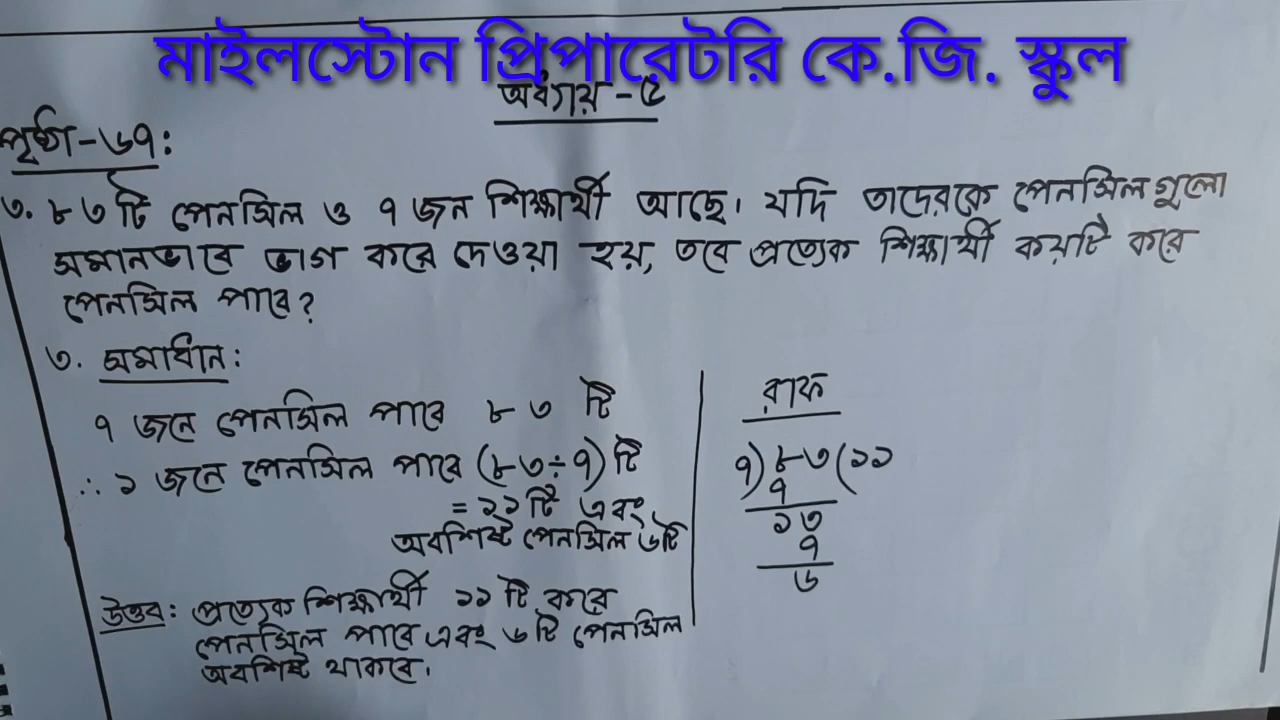 মাইলস্টোন প্রিপারেটরি কে.জি. স্কুল
অধ্যায় - ৫
পৃষ্ঠা - ৬৭:
৩. ৮৩টি পেনসিল ও ৭ জন শিক্ষার্থী আছে। যদি তাদেরকে পেনসিলগুলো
সমানভাবে ভাগ করে দেওয়া হয়, তবে প্রত্যেক শিক্ষার্থী কয়টি করে
পেনসিল পাবে?
৩. সমাধান:
৭ জনে পেনসিল পাবে ৮৩ টি
∴ ১ জনে পেনসিল পাবে (৮৩÷৭) টি
= ১১ টি এবং
অবশিষ্ট পেনসিল ৬টি
উত্তর: প্রত্যেক শিক্ষার্থী ১১ টি করে
পেনসিল পাবে এবং ৬টি পেনসিল
অবশিষ্ট থাকবে।
রাফ
৭) ৮৩ (১১
৭
১৩
৭
৬